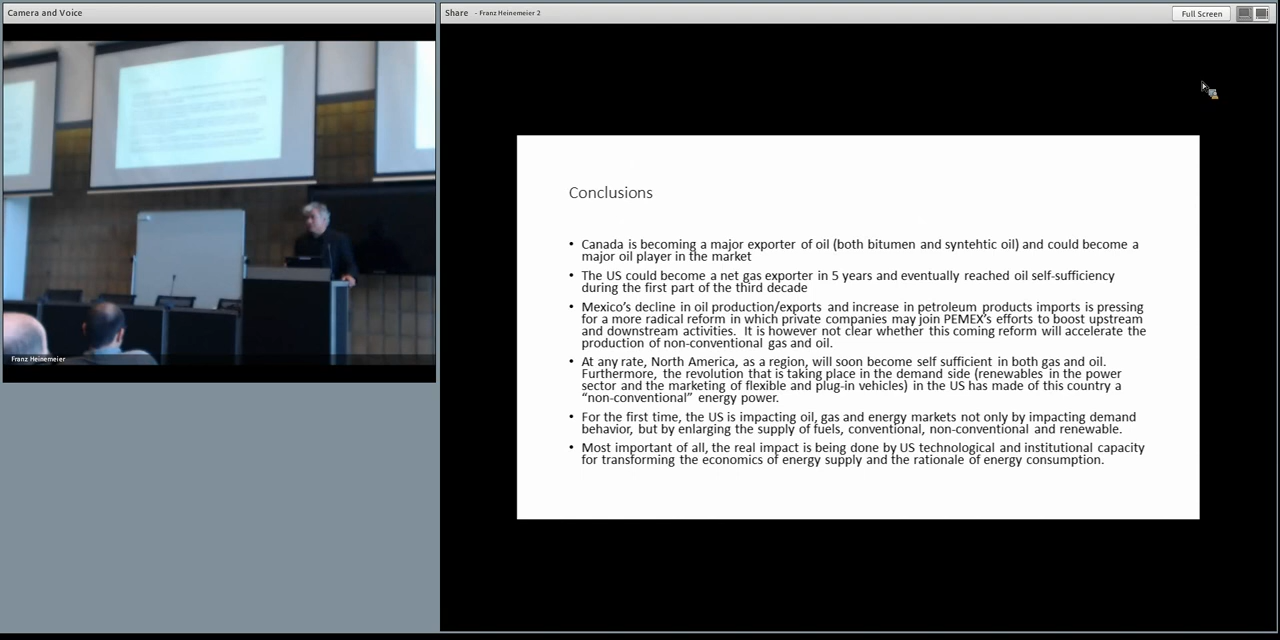 Camera and Voice
Share - Franz Heinemeier 2
Full Screen
Franz Heinemeier
Conclusions
• Canada is becoming a major exporter of oil (both bitumen and syntehtic oil) and could become a
major oil player in the market
• The US could become a net gas exporter in 5 years and eventually reached oil self-sufficiency
during the first part of the third decade
• Mexico's decline in oil production/exports and increase in petroleum products imports is pressing
for a more radical reform in which private companies may join PEMEX's efforts to boost upstream
and downstream activities. It is however not clear whether this coming reform will accelerate the
production of non-conventional gas and oil.
• At any rate, North America, as a region, will soon become self sufficient in both gas and oil.
Furthermore, the revolution that is taking place in the demand side (renewables in the power
sector and the marketing of flexible and plug-in vehicles) in the US has made of this country a
“non-conventional” energy power.
• For the first time, the US is impacting oil, gas and energy markets not only by impacting demand
behavior, but by enlarging the supply of fuels, conventional, non-conventional and renewable.
• Most important of all, the real impact is being done by US technological and institutional capacity
for transforming the economics of energy supply and the rationale of energy consumption.